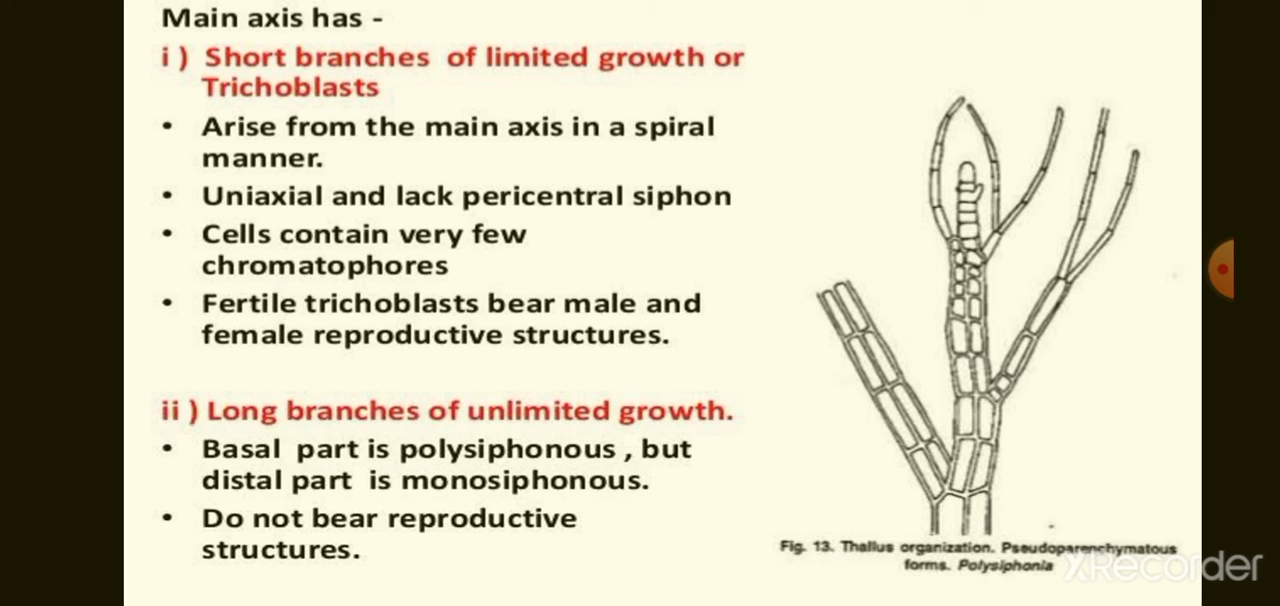 Main axis has -
i ) Short branches of limited growth or
Trichoblasts
• Arise from the main axis in a spiral
manner.
• Uniaxial and lack pericentral siphon
• Cells contain very few
chromatophores
• Fertile trichoblasts bear male and
female reproductive structures.
ii ) Long branches of unlimited growth.
• Basal part is polysiphonous , but
distal part is monosiphonous.
• Do not bear reproductive
structures.
Fig. 13. Thallus organization. Pseudoparenchymatous
forms. Polysiphonia
XRecorder